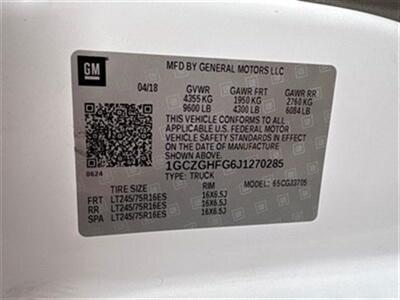 GM
MFD BY GENERAL MOTORS LLC
04/18 GVWR GAWR FRT GAWR RR
4355 KG 1950 KG 2760 KG
9600 LB 4300 LB 6084 LB
THIS VEHICLE CONFORMS TO ALL
APPLICABLE U.S. FEDERAL MOTOR
VEHICLE SAFETY STANDARDS IN EFFECT
ON THE DATE OF MANUFACTURE SHOWN ABOVE.
1GCZGHFG6J1270285
0624 TYPE: TRUCK
MODEL: 65CG33705
TIRE SIZE RIM
FRT LT245/75R16ES 16X6.5J
RR LT245/75R16ES 16X6.5J
SPA LT245/75R16ES 16X6.5J